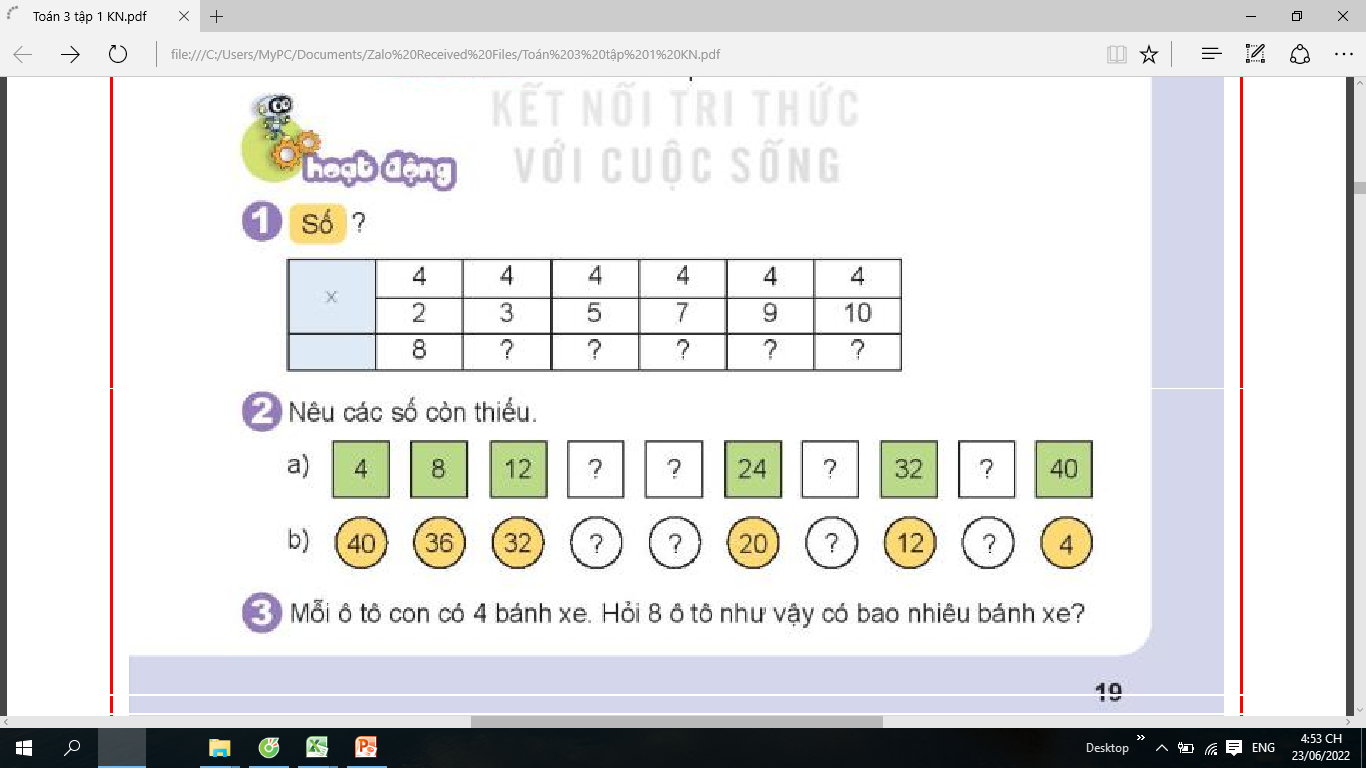 Toán 3 tập 1 KN.pdf
file:///C:/Users/MyPC/Documents/Zalo%20Received%20Files/Toán%203%20tập%201%20KN.pdf
KẾT NỐI TRI THỨC
VỚI CUỘC SỐNG
hoạt động
1 Số ?
x 4 4 4 4 4 4
2 3 5 7 9 10
8 ? ? ? ? ?
2 Nêu các số còn thiếu.
a) 4 8 12 ? ? 24 ? 32 ? 40
b) 40 36 32 ? ? 20 ? 12 ? 4
3 Mỗi ô tô con có 4 bánh xe. Hỏi 8 ô tô như vậy có bao nhiêu bánh xe?
19
Desktop » ENG 4:53 CH
23/06/2022